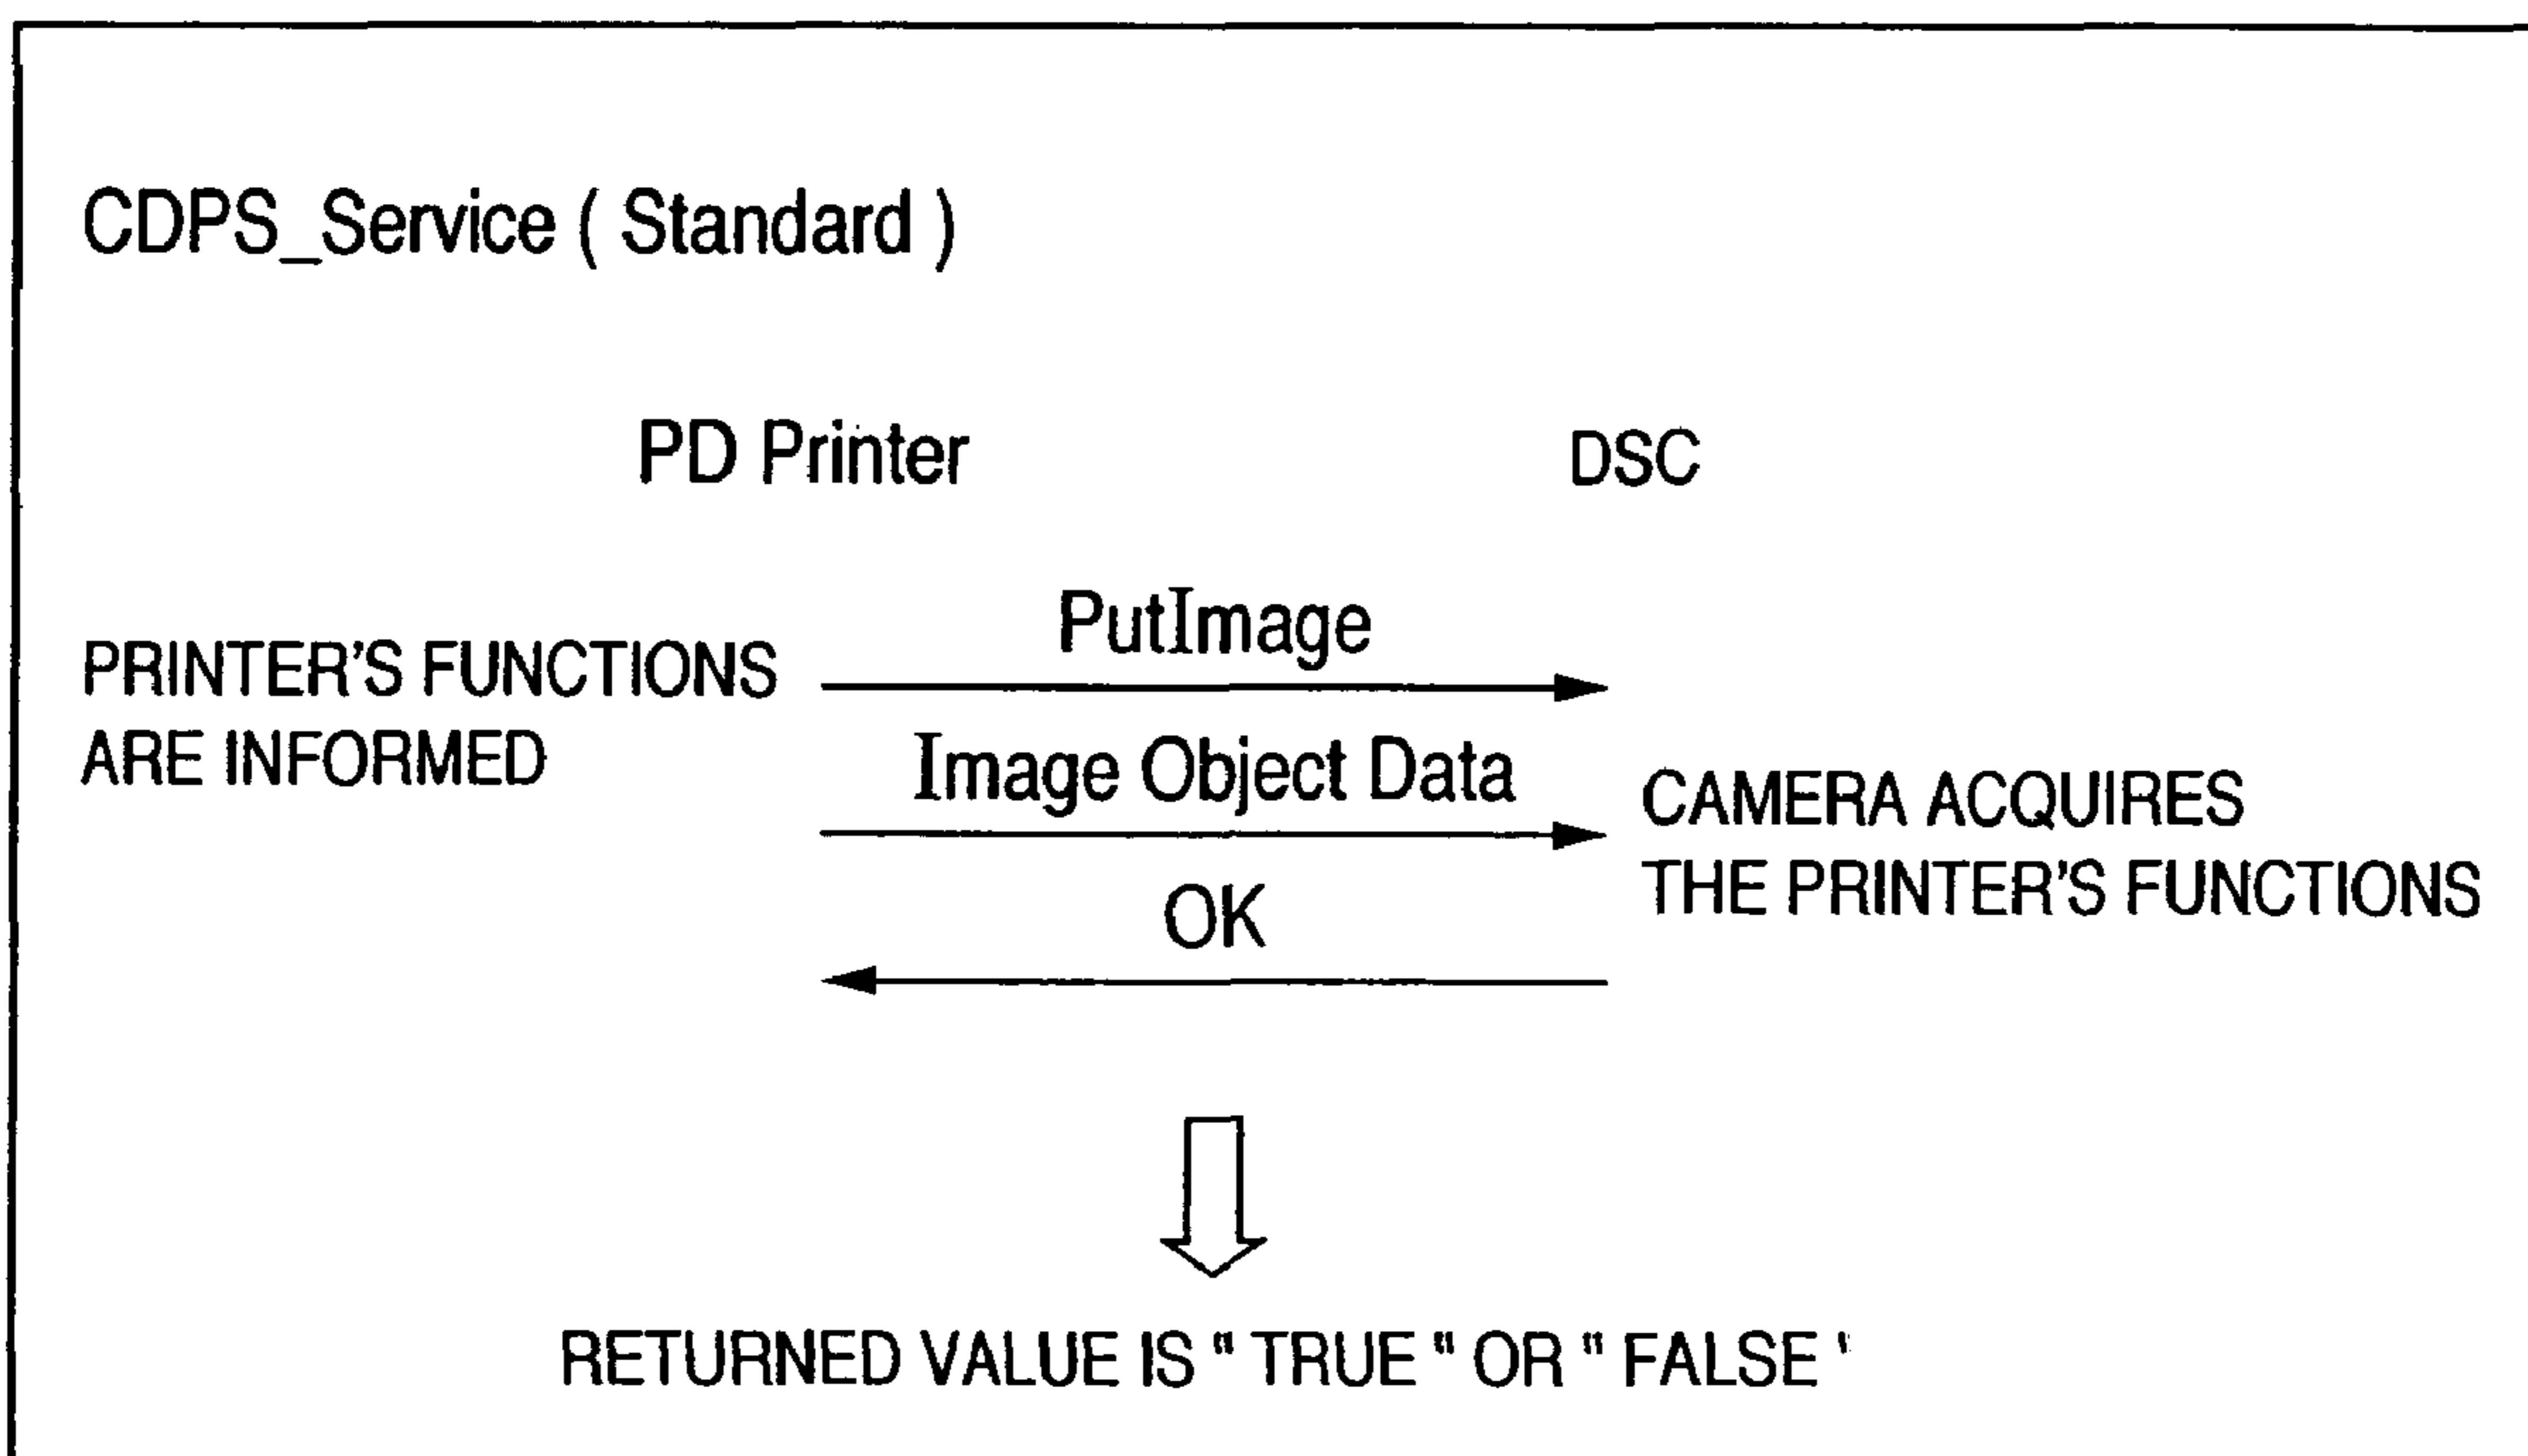 CDPS_Service ( Standard )
PD Printer
DSC
PutImage
PRINTER'S FUNCTIONS
ARE INFORMED
Image Object Data
CAMERA ACQUIRES
THE PRINTER'S FUNCTIONS
OK
RETURNED VALUE IS " TRUE " OR " FALSE '